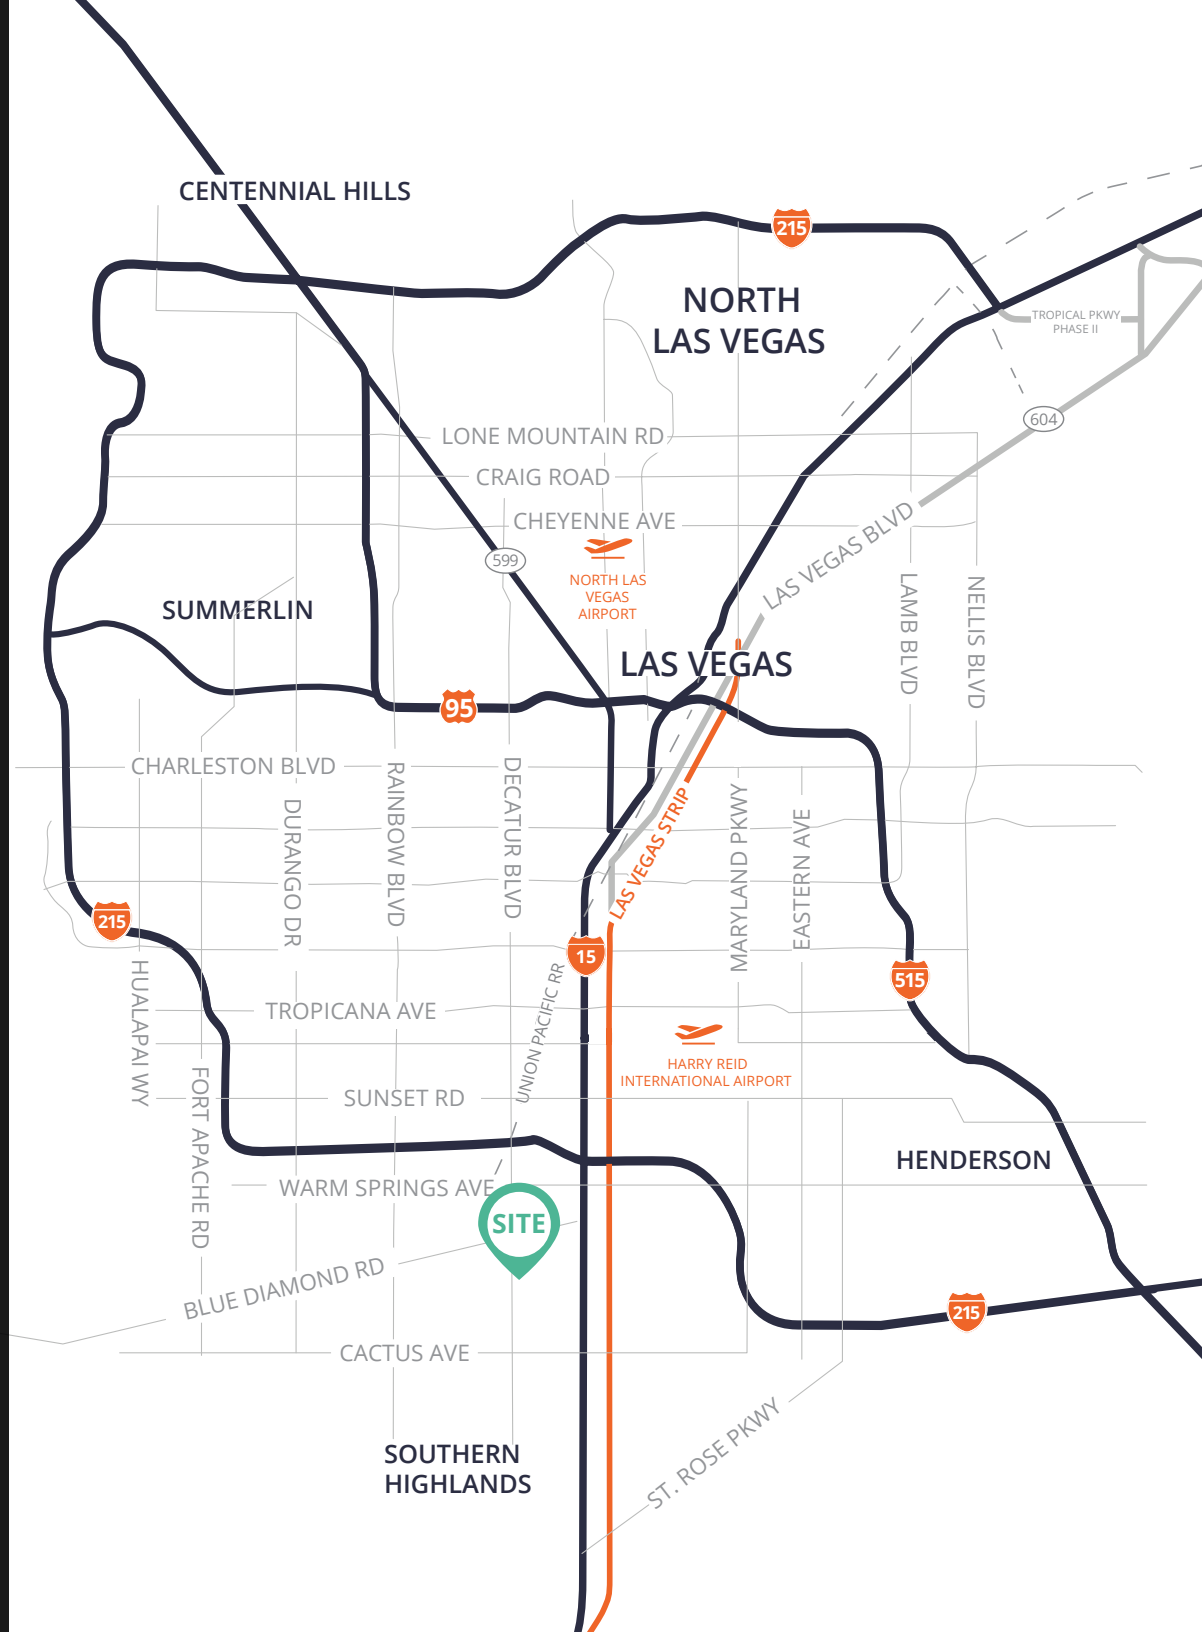 CENTENNIAL HILLS
215
NORTH
LAS VEGAS
TROPICAL PKWY
PHASE II
604
LONE MOUNTAIN RD
CRAIG ROAD
CHEYENNE AVE
LAS VEGAS BLVD
599
NORTH LAS
VEGAS
AIRPORT
LAMB BLVD
NELLIS BLVD
SUMMERLIN
LAS VEGAS
95
CHARLESTON BLVD
RAINBOW BLVD
DECATUR BLVD
DURANGO DR
LAS VEGAS STRIP
MARYLAND PKWY
EASTERN AVE
215
15
515
HUALAPAI WY
UNION PACIFIC RR
TROPICANA AVE
HARRY REID
INTERNATIONAL AIRPORT
FORT APACHE RD
SUNSET RD
HENDERSON
WARM SPRINGS AVE
SITE
BLUE DIAMOND RD
215
CACTUS AVE
ST. ROSE PKWY
SOUTHERN
HIGHLANDS